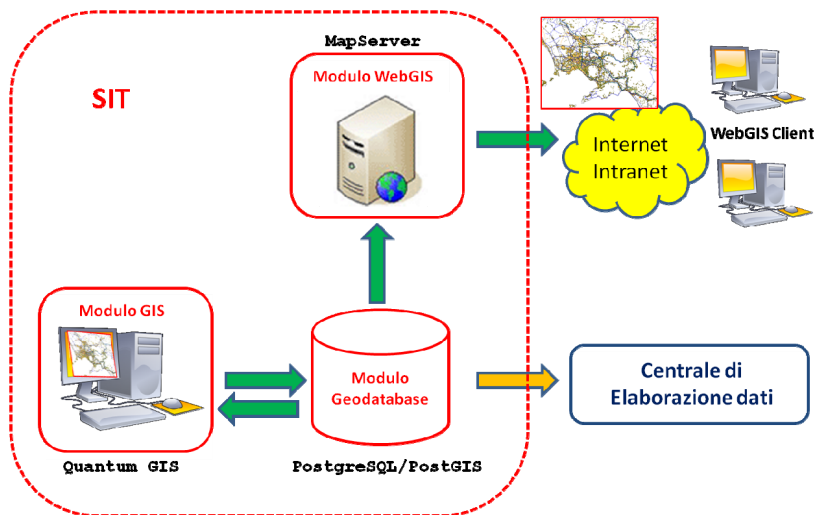 MapServer
Modulo WebGIS
SIT
Internet
Intranet
WebGIS Client
Modulo GIS
Modulo
Geodatabase
Centrale di
Elaborazione dati
Quantum GIS
PostgreSQL/PostGIS